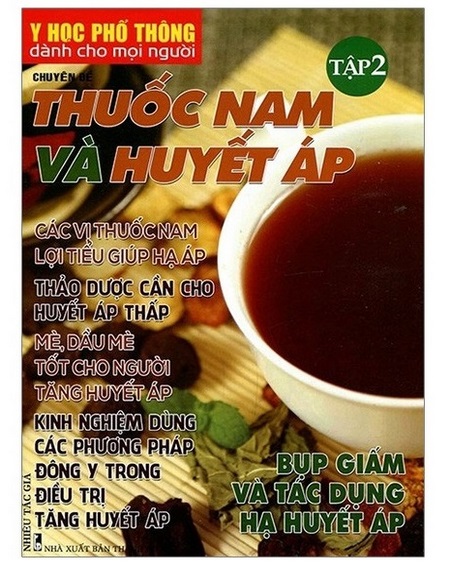 Y HỌC PHỔ THÔNG
dành cho mọi người
TẬP 2
CHUYÊN ĐỀ
THUỐC NAM
VÀ HUYẾT ÁP
CÁC VỊ THUỐC NAM
LỢI TIỂU GIÚP HẠ ÁP
THẢO DƯỢC CẦN CHO
HUYẾT ÁP THẤP
MÈ, DẦU MÈ
TỐT CHO NGƯỜI
TĂNG HUYẾT ÁP
KINH NGHIỆM DÙNG
CÁC PHƯƠNG PHÁP
ĐÔNG Y TRONG
ĐIỀU TRỊ
TĂNG HUYẾT ÁP
BỤP GIẤM
VÀ TÁC DỤNG
HẠ HUYẾT ÁP
NHIỀU TÁC GIẢ
NHÀ XUẤT BẢN